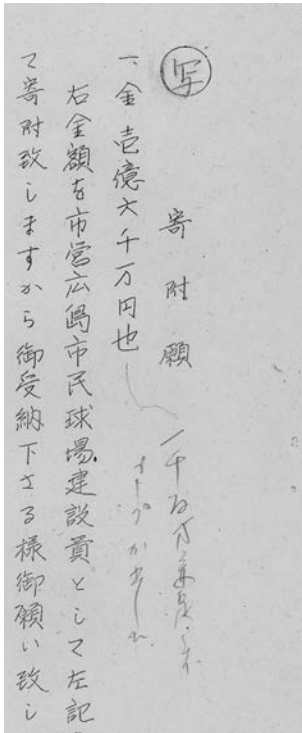 写
寄附願
一、金 壱億六千万円也
右金額を市営広島市民球場建設費として左記
て寄附致しますから御受納下さる様御願い致し